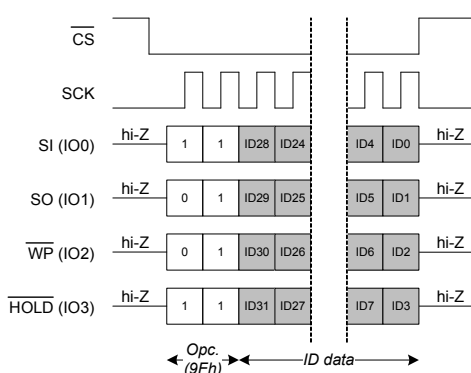 CS
SCK
SI (IO0) hi-Z 1 1 ID28 ID24 ID4 ID0 hi-Z
SO (IO1) hi-Z 0 1 ID29 ID25 ID5 ID1 hi-Z
WP (IO2) hi-Z 0 1 ID30 ID26 ID6 ID2 hi-Z
HOLD (IO3) hi-Z 1 1 ID31 ID27 ID7 ID3 hi-Z
Opc. ID data
(9Fh)